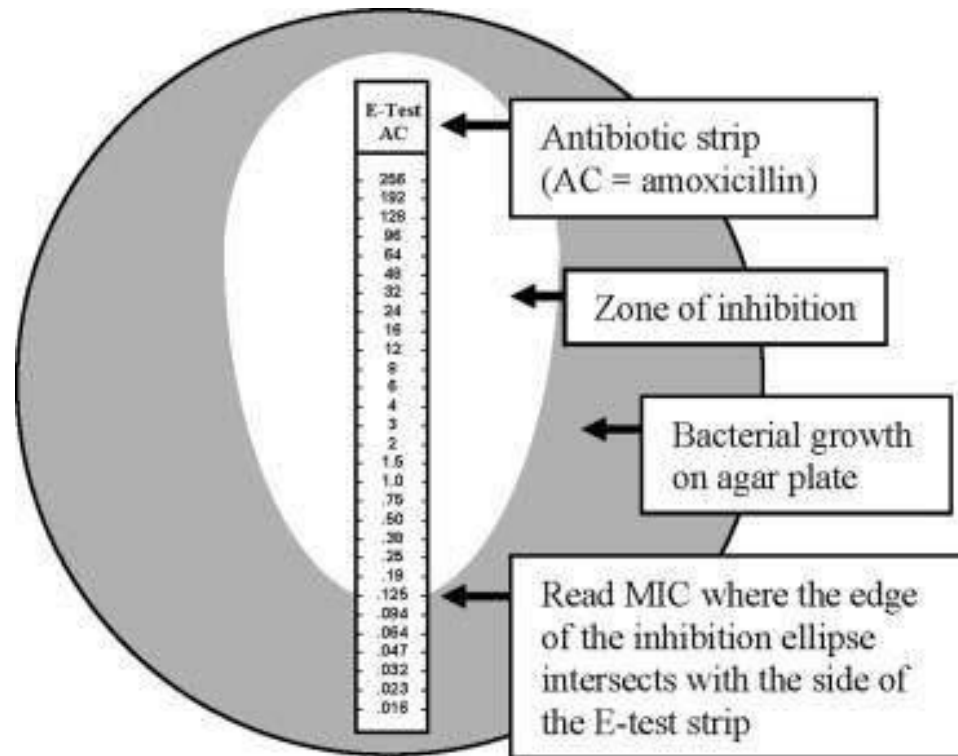 E-Test
AC
256
192
128
96
64
48
32
24
16
12
8
6
4
3
2
1.5
1.0
.75
.50
.38
.25
.19
.125
.094
.064
.047
.032
.023
.016
Antibiotic strip
(AC = amoxicillin)
Zone of inhibition
Bacterial growth
on agar plate
Read MIC where the edge
of the inhibition ellipse
intersects with the side of
the E-test strip